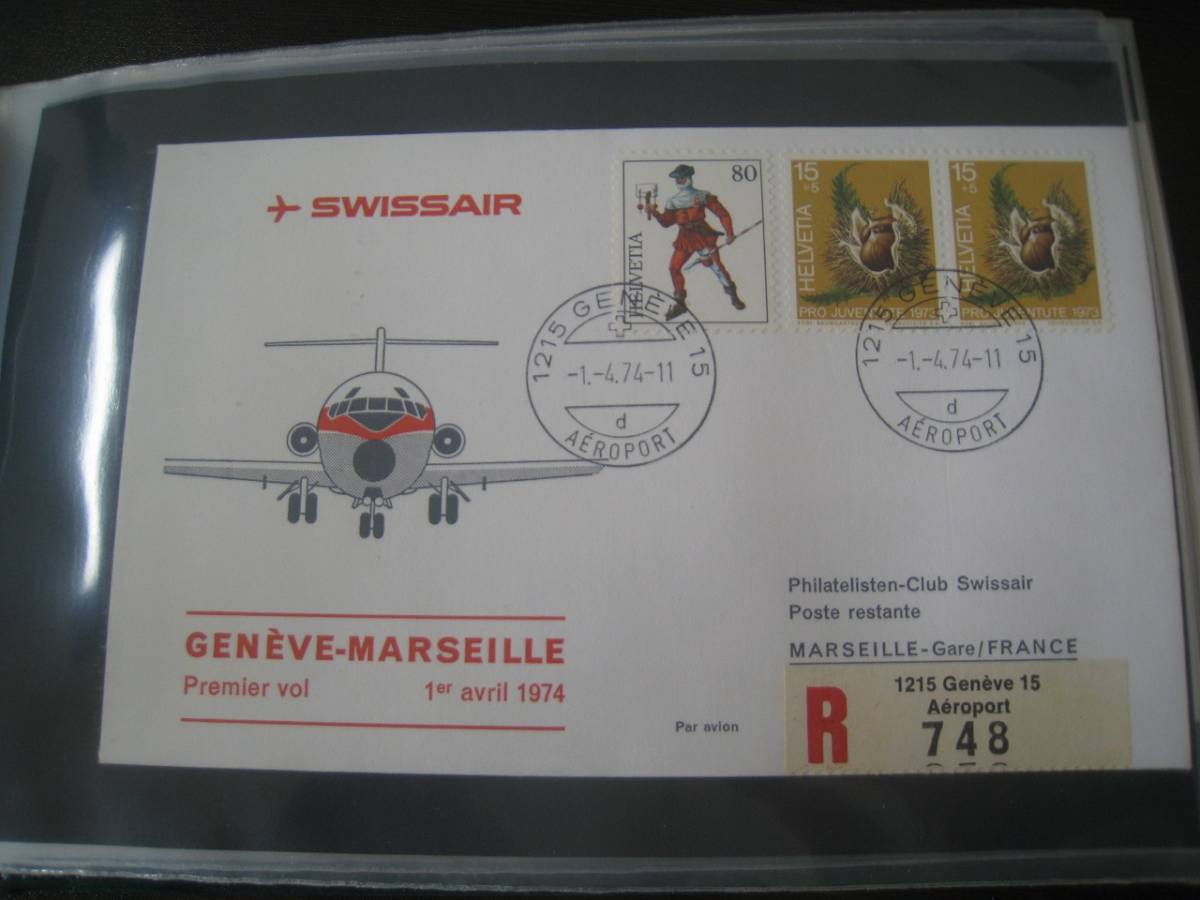 SWISSAIR
80
HELVETIA
15
+5
HELVETIA
PRO JUVENTUTE 1973
15
+5
HELVETIA
PRO JUVENTUTE 1973
1215 GENÈVE 15
-1.-4.74-11
d
AÉROPORT
1215 GENÈVE 15
-1.-4.74-11
d
AÉROPORT
GENÈVE-MARSEILLE
Premier vol 1er avril 1974
Philatelisten-Club Swissair
Poste restante
MARSEILLE-Gare/FRANCE
Par avion
R
1215 Genève 15
Aéroport
748